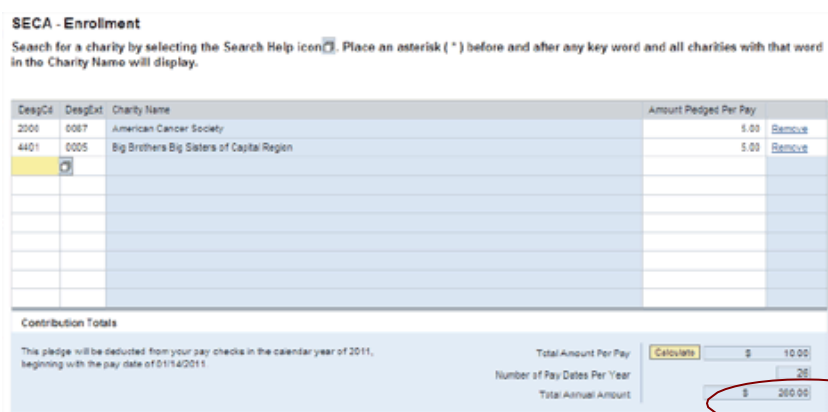 SECA - Enrollment
Search for a charity by selecting the Search Help icon. Place an asterisk ( * ) before and after any key word and all charities with that word
in the Charity Name will display.
DesgCd DesgExt Charity Name Amount Pledged Per Pay
2000 0087 American Cancer Society 5.00 Remove
4401 0005 Big Brothers Big Sisters of Capital Region 5.00 Remove
Contribution Totals
This pledge will be deducted from your pay checks in the calendar year of 2011,
beginning with the pay date of 01/14/2011.
Total Amount Per Pay Calculate $ 10.00
Number of Pay Dates Per Year 26
Total Annual Amount $ 260.00